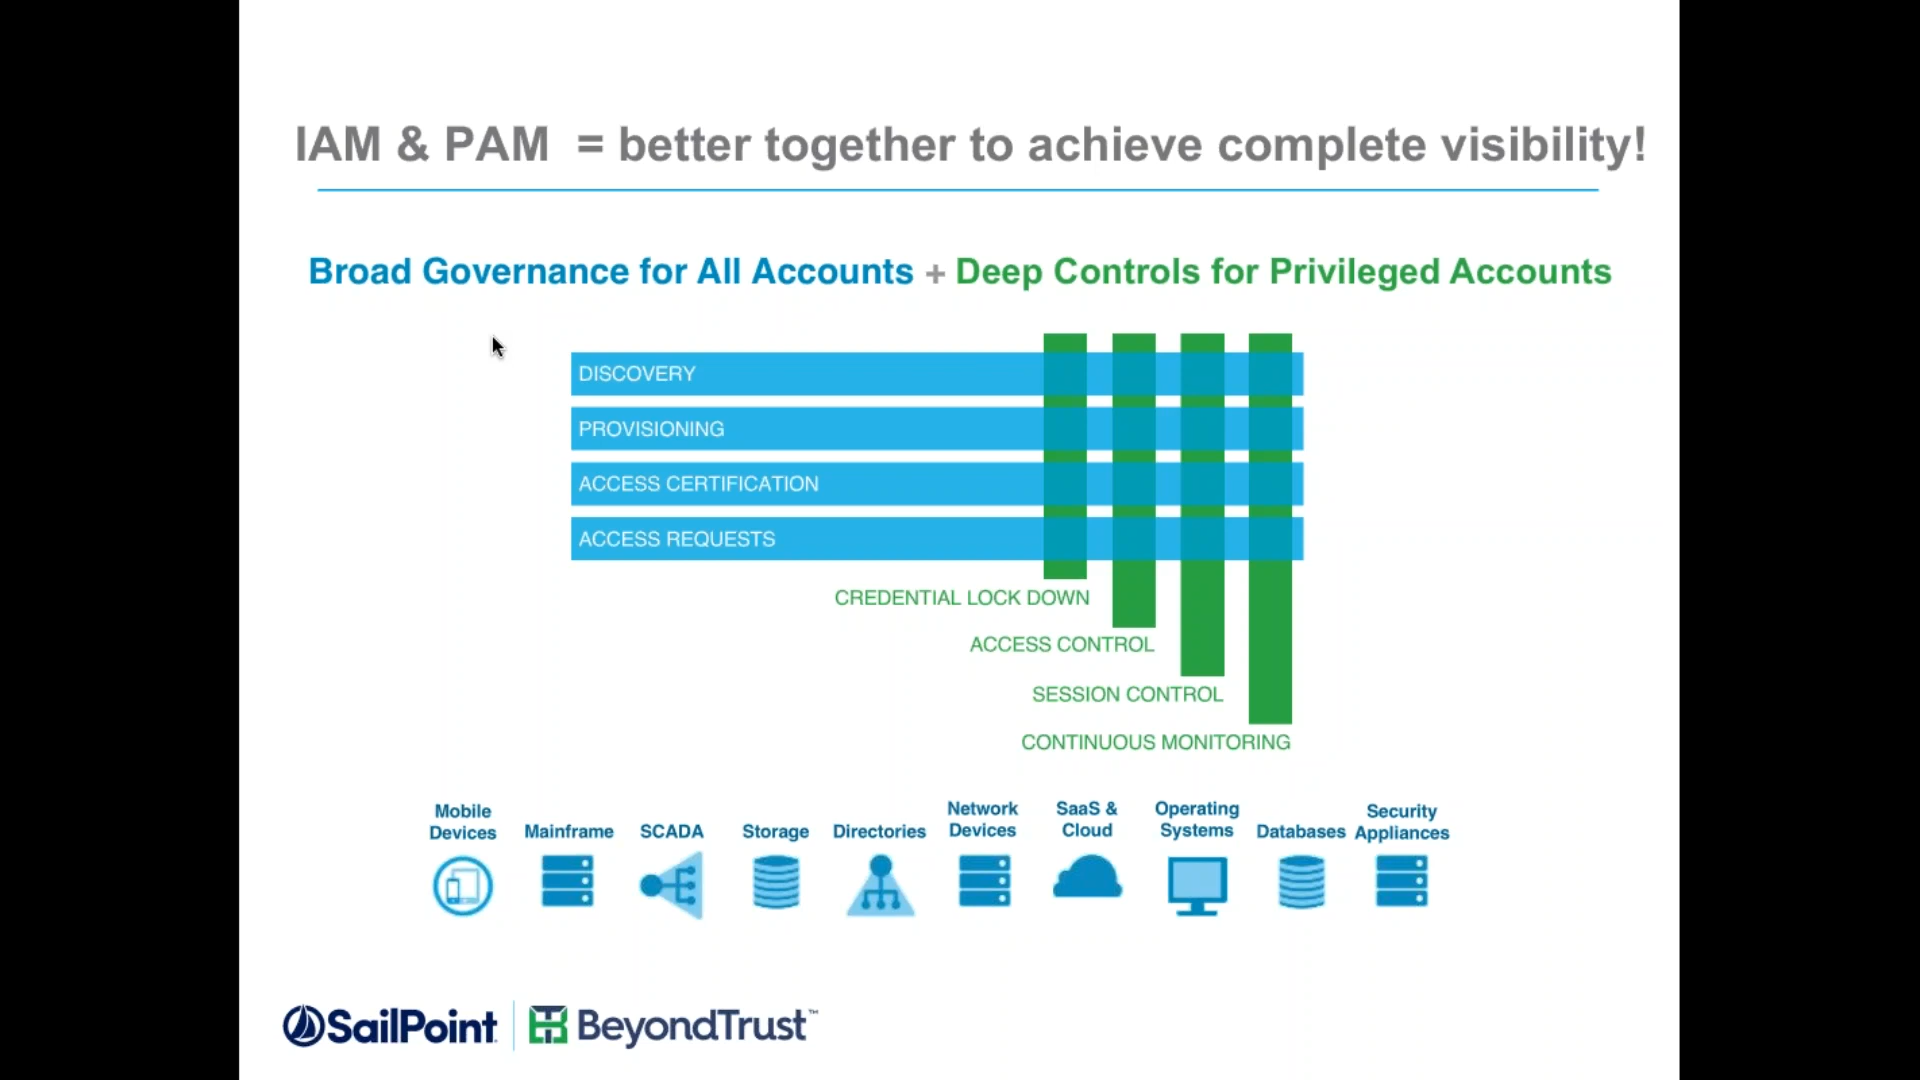 IAM & PAM = better together to achieve complete visibility!
Broad Governance for All Accounts + Deep Controls for Privileged Accounts
DISCOVERY
PROVISIONING
ACCESS CERTIFICATION
ACCESS REQUESTS
CREDENTIAL LOCK DOWN
ACCESS CONTROL
SESSION CONTROL
CONTINUOUS MONITORING
Mobile
Devices
Mainframe
SCADA
Storage
Directories
Network
Devices
SaaS &
Cloud
Operating
Systems
Databases
Security
Appliances
SailPoint
BeyondTrust™